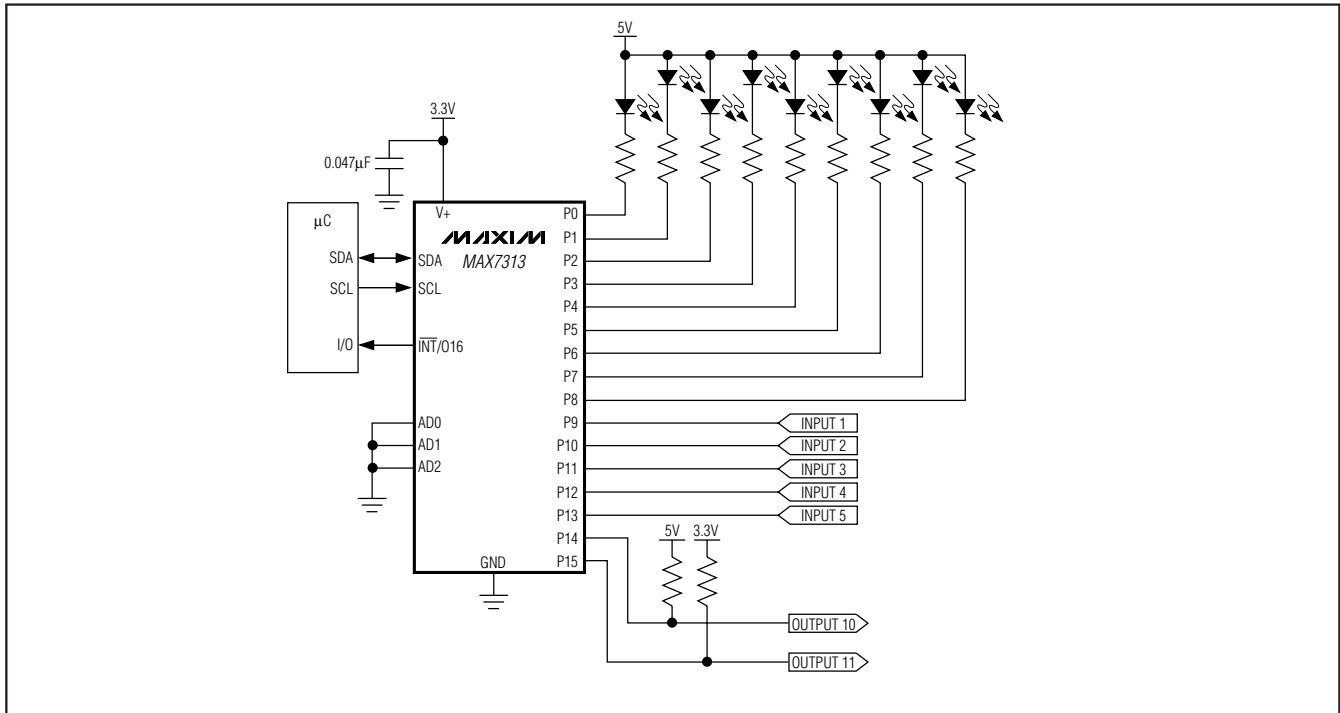 5V
3.3V
0.047µF
µC
SDA
SCL
I/O
V+
MAXIM
MAX7313
SDA
SCL
INT/O16
AD0
AD1
AD2
GND
P0
P1
P2
P3
P4
P5
P6
P7
P8
P9
P10
P11
P12
P13
P14
P15
INPUT 1
INPUT 2
INPUT 3
INPUT 4
INPUT 5
5V 3.3V
OUTPUT 10
OUTPUT 11